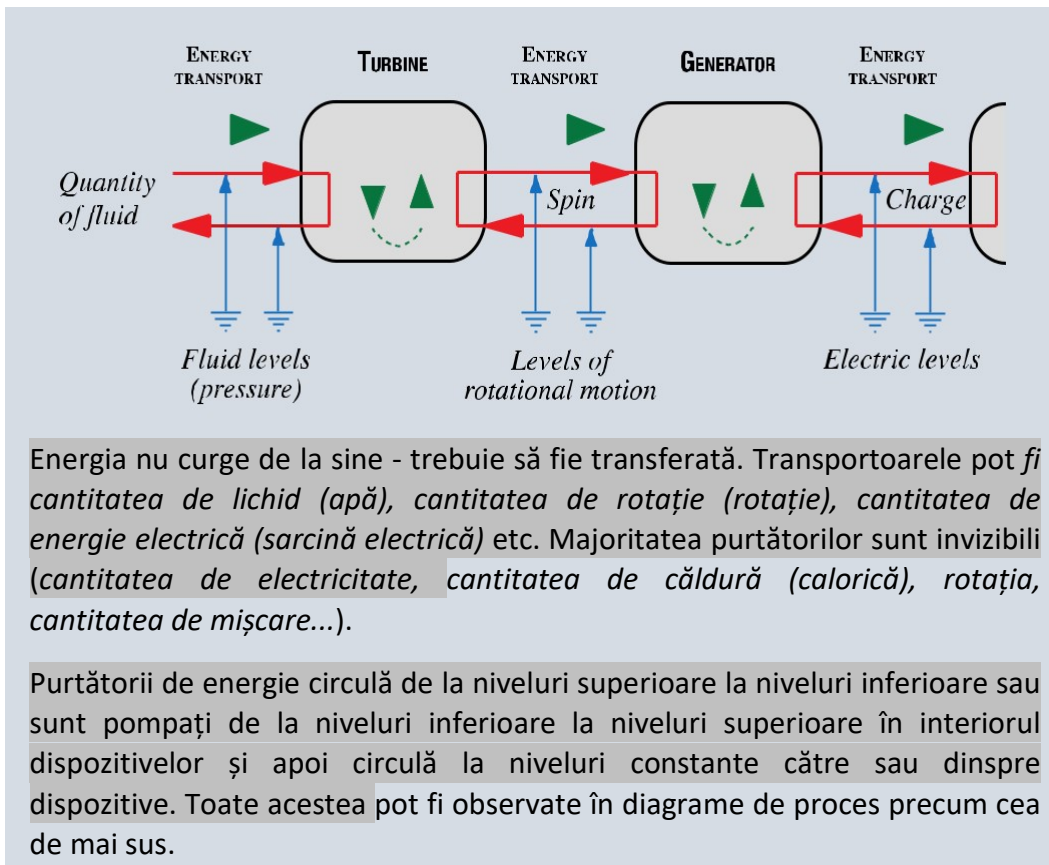 ENERGY TRANSPORT
TURBINE
ENERGY TRANSPORT
GENERATOR
ENERGY TRANSPORT
Quantity of fluid
Spin
Charge
Fluid levels (pressure)
Levels of rotational motion
Electric levels
Energia nu curge de la sine - trebuie să fie transferată. Transportoarele pot fi
cantitatea de lichid (apă), cantitatea de rotație (rotație), cantitatea de
energie electrică (sarcină electrică) etc. Majoritatea purtătorilor sunt invizibili
(cantitatea de electricitate, cantitatea de căldură (calorică), rotația,
cantitatea de mișcare...).
Purtătorii de energie circulă de la niveluri superioare la niveluri inferioare sau
sunt pompați de la niveluri inferioare la niveluri superioare în interiorul
dispozitivelor și apoi circulă la niveluri constante către sau dinspre
dispozitive. Toate acestea pot fi observate în diagrame de proces precum cea
de mai sus.